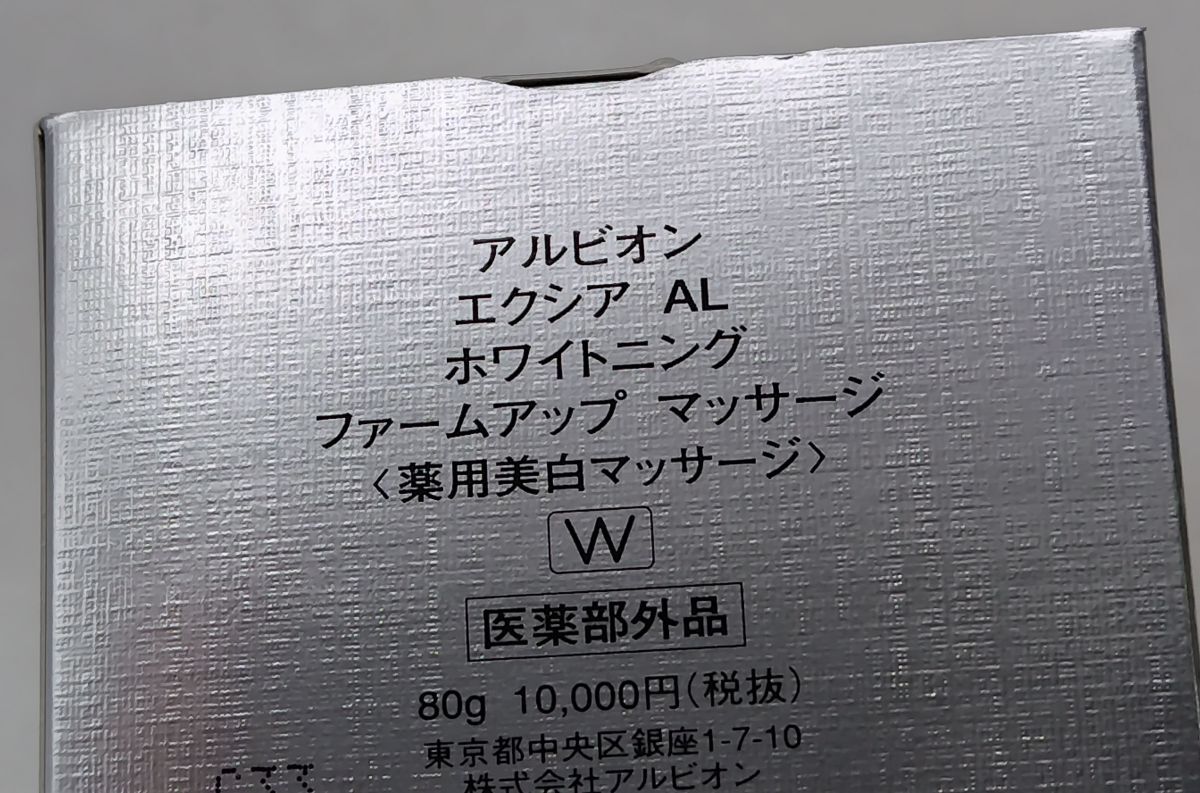 アルビオン
エクシア AL
ホワイトニング
ファームアップ マッサージ
〈薬用美白マッサージ〉
W
医薬部外品
80g 10,000円(税抜)
東京都中央区銀座1-7-10
株式会社アルビオン